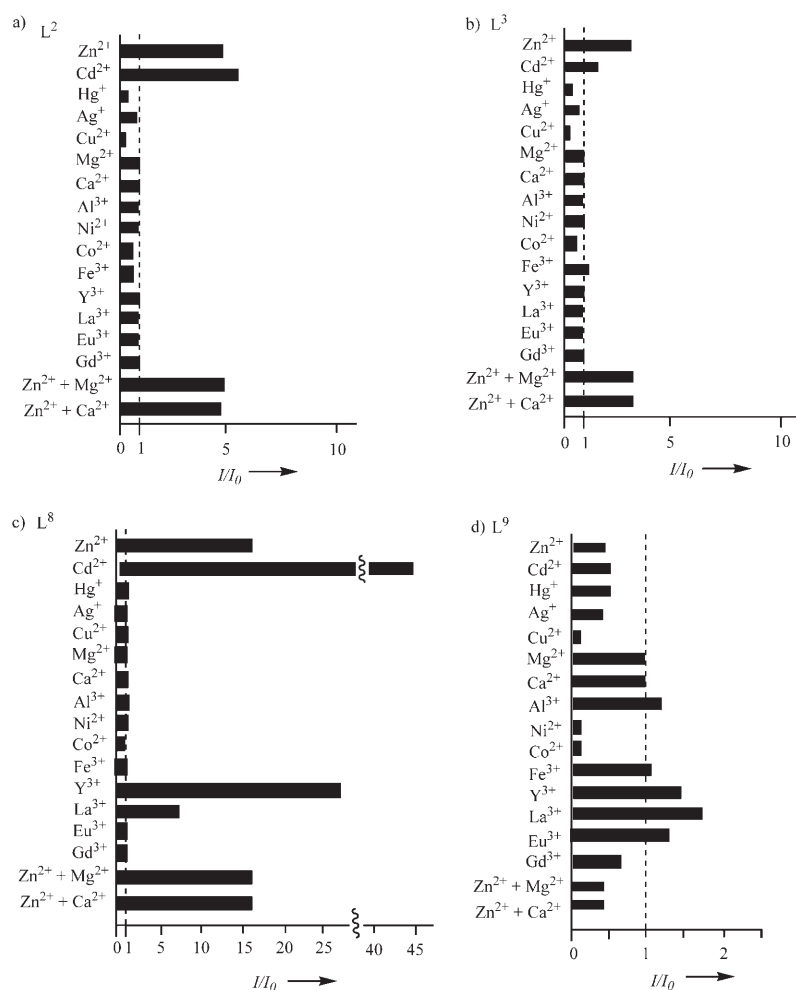 a) L²
Zn²⁺
Cd²⁺
Hg⁺
Ag⁺
Cu²⁺
Mg²⁺
Ca²⁺
Al³⁺
Ni²⁺
Co²⁺
Fe³⁺
Y³⁺
La³⁺
Eu³⁺
Gd³⁺
Zn²⁺ + Mg²⁺
Zn²⁺ + Ca²⁺
0 1 5 10
I/I₀
b) L³
Zn²⁺
Cd²⁺
Hg⁺
Ag⁺
Cu²⁺
Mg²⁺
Ca²⁺
Al³⁺
Ni²⁺
Co²⁺
Fe³⁺
Y³⁺
La³⁺
Eu³⁺
Gd³⁺
Zn²⁺ + Mg²⁺
Zn²⁺ + Ca²⁺
0 1 5 10
I/I₀
c) L⁸
Zn²⁺
Cd²⁺
Hg⁺
Ag⁺
Cu²⁺
Mg²⁺
Ca²⁺
Al³⁺
Ni²⁺
Co²⁺
Fe³⁺
Y³⁺
La³⁺
Eu³⁺
Gd³⁺
Zn²⁺ + Mg²⁺
Zn²⁺ + Ca²⁺
0 1 5 10 15 20 25 40 45
I/I₀
d) L⁹
Zn²⁺
Cd²⁺
Hg⁺
Ag⁺
Cu²⁺
Mg²⁺
Ca²⁺
Al³⁺
Ni²⁺
Co²⁺
Fe³⁺
Y³⁺
La³⁺
Eu³⁺
Gd³⁺
Zn²⁺ + Mg²⁺
Zn²⁺ + Ca²⁺
0 1 2
I/I₀